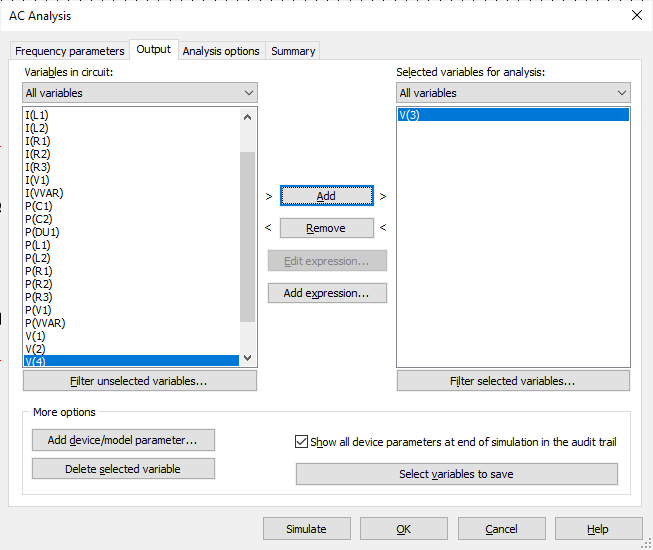 AC Analysis
Frequency parameters Output Analysis options Summary
Variables in circuit:
All variables
I(L1)
I(L2)
I(R1)
I(R2)
I(R3)
I(V1)
I(VVAR)
P(C1)
P(C2)
P(DU1)
P(L1)
P(L2)
P(R1)
P(R2)
P(R3)
P(V1)
P(VVAR)
V(1)
V(2)
V(4)
Filter unselected variables...
> Add >
< Remove <
Edit expression...
Add expression...
Selected variables for analysis:
All variables
V(3)
Filter selected variables...
More options
Add device/model parameter...
Delete selected variable
Show all device parameters at end of simulation in the audit trail
Select variables to save
Simulate OK Cancel Help